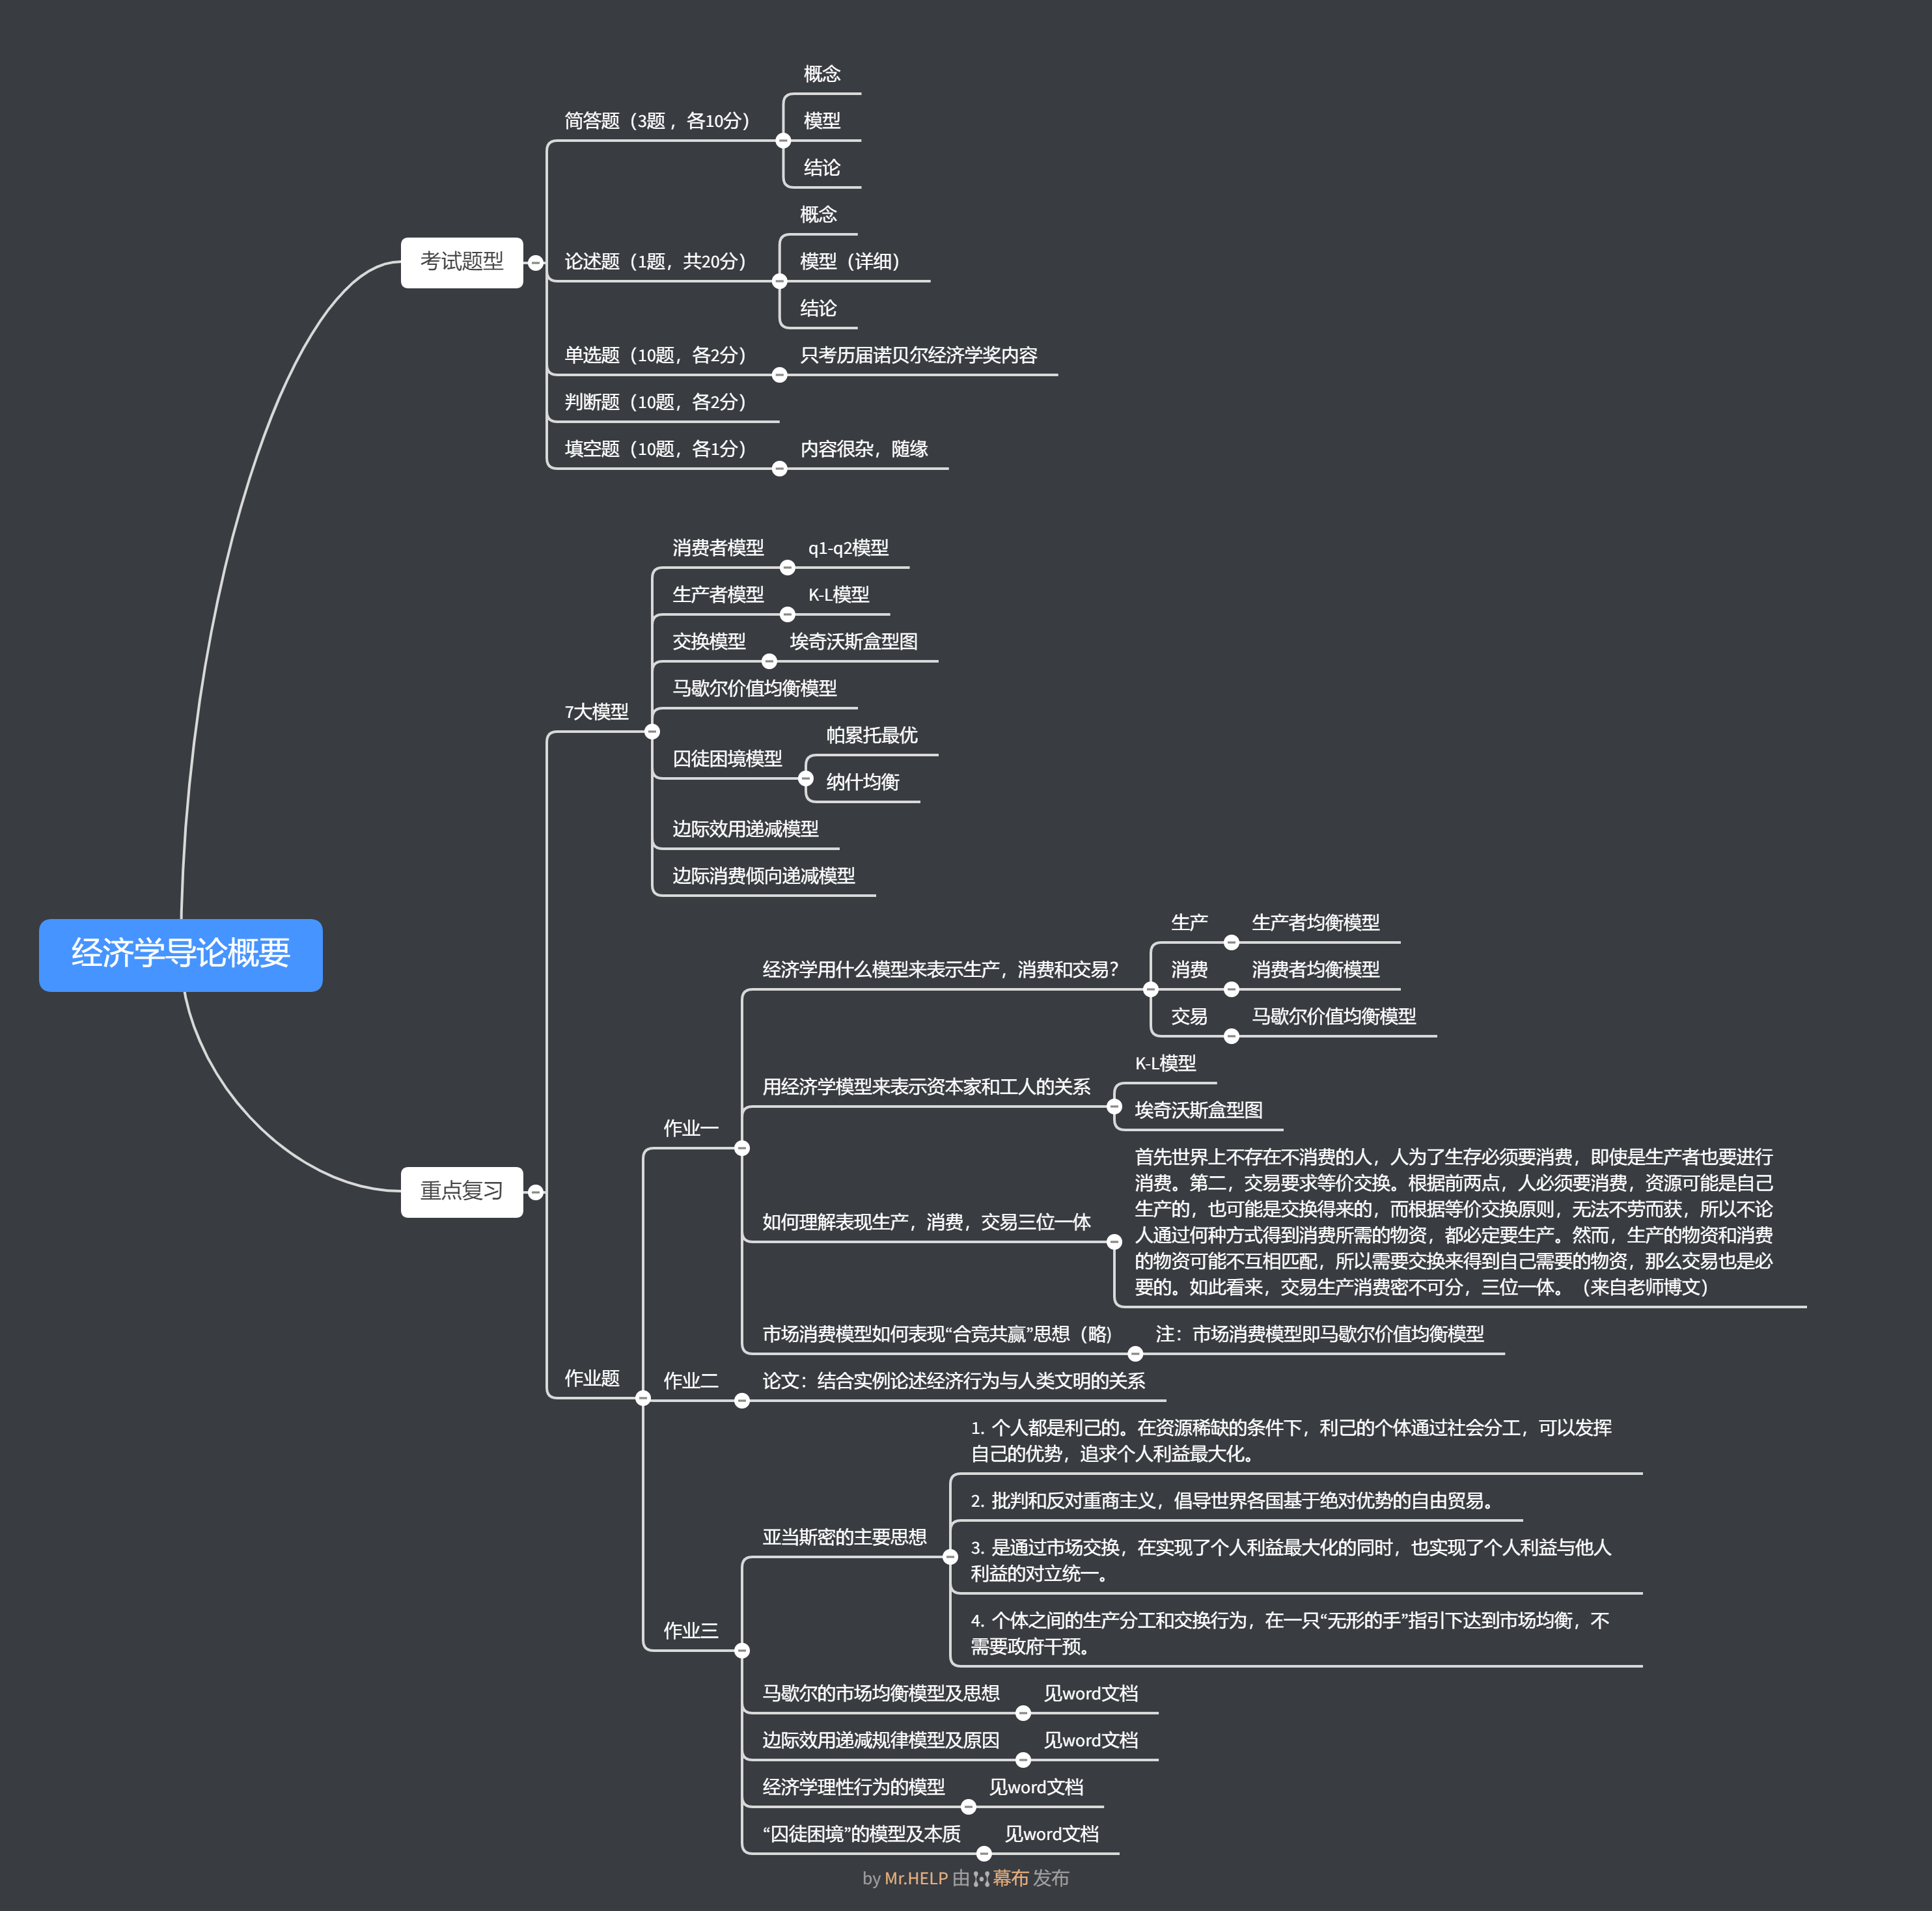 经济学导论概要
考试题型
简答题（3题 ，各10分）
概念
模型
结论
论述题（1题，共20分）
概念
模型（详细）
结论
单选题（10题，各2分）
只考历届诺贝尔经济学奖内容
判断题（10题，各2分）
填空题（10题，各1分）
内容很杂，随缘
重点复习
7大模型
消费者模型
q1-q2模型
生产者模型
K-L模型
交换模型
埃奇沃斯盒型图
马歇尔价值均衡模型
囚徒困境模型
帕累托最优
纳什均衡
边际效用递减模型
边际消费倾向递减模型
作业题
作业一
经济学用什么模型来表示生产，消费和交易？
生产
生产者均衡模型
消费
消费者均衡模型
交易
马歇尔价值均衡模型
用经济学模型来表示资本家和工人的关系
K-L模型
埃奇沃斯盒型图
如何理解表现生产，消费，交易三位一体
首先世界上不存在不消费的人，人为了生存必须要消费，即使是生产者也要进行
消费。第二，交易要求等价交换。根据前两点，人必须要消费，资源可能是自己
生产的，也可能是交换得来的，而根据等价交换原则，无法不劳而获，所以不论
人通过何种方式得到消费所需的物资，都必定要生产。然而，生产的物资和消费
的物资可能不互相匹配，所以需要交换来得到自己需要的物资，那么交易也是必
要的。如此看来，交易生产消费密不可分，三位一体。（来自老师博文）
市场消费模型如何表现“合竞共赢”思想（略）
注：市场消费模型即马歇尔价值均衡模型
作业二
论文：结合实例论述经济行为与人类文明的关系
作业三
亚当斯密的主要思想
1. 个人都是利己的。在资源稀缺的条件下，利己的个体通过社会分工，可以发挥
自己的优势，追求个人利益最大化。
2. 批判和反对重商主义，倡导世界各国基于绝对优势的自由贸易。
3. 是通过市场交换，在实现了个人利益最大化的同时，也实现了个人利益与他人
利益的对立统一。
4. 个体之间的生产分工和交换行为，在一只“无形的手”指引下达到市场均衡，不
需要政府干预。
马歇尔的市场均衡模型及思想
见word文档
边际效用递减规律模型及原因
见word文档
经济学理性行为的模型
见word文档
“囚徒困境”的模型及本质
见word文档
by Mr.HELP 由 幕布 发布